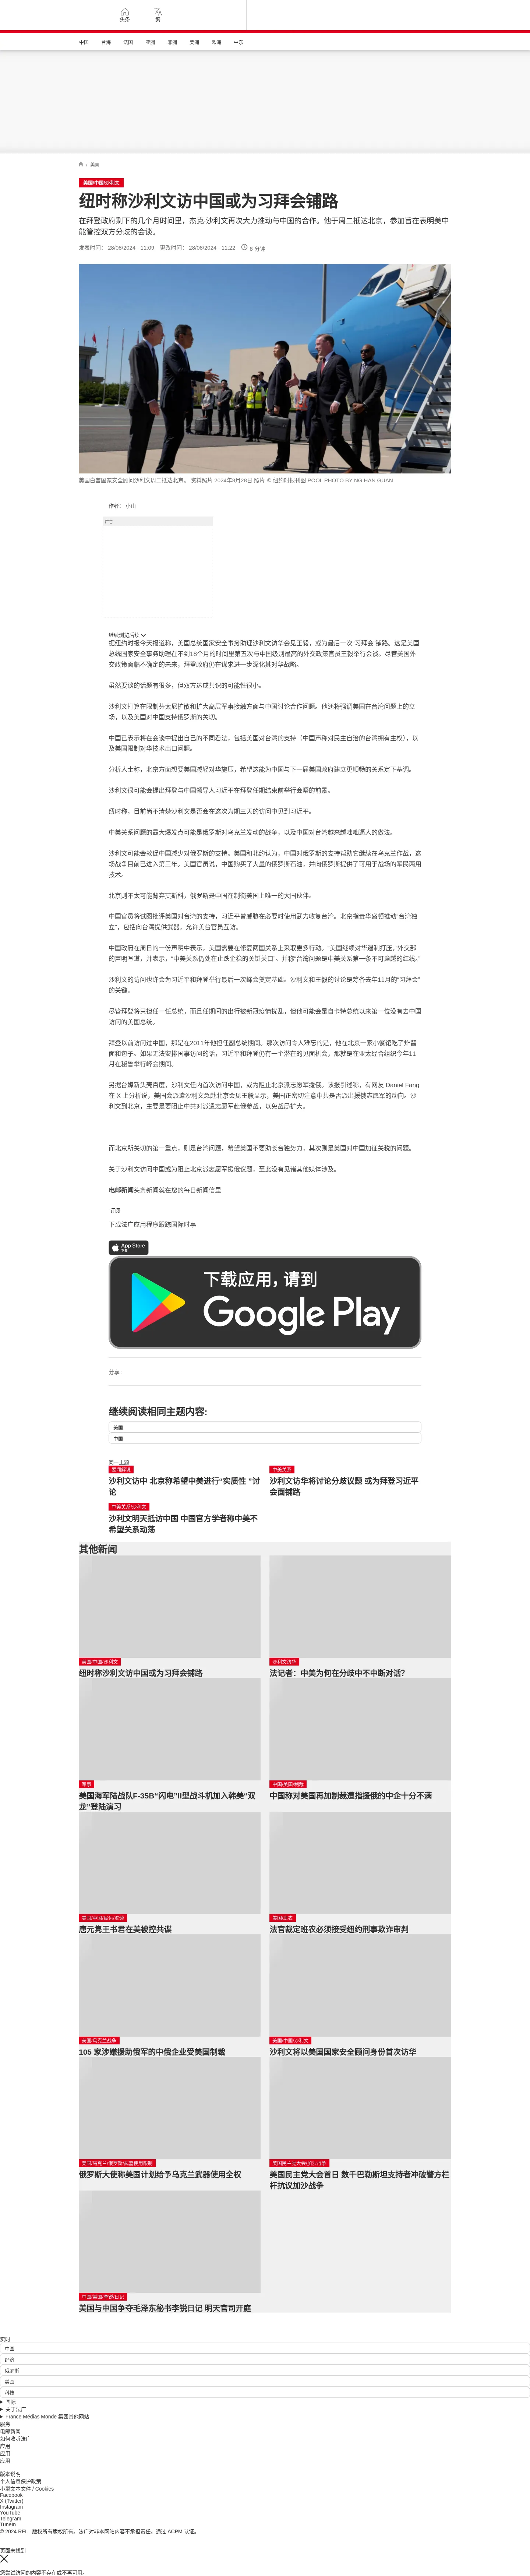 头条
繁
中国 台海 法国 亚洲 非洲 美洲 欧洲 中东
/ 美国
美国/中国/沙利文
纽时称沙利文访中国或为习拜会铺路
在拜登政府剩下的几个月时间里，杰克·沙利文再次大力推动与中国的合作。他于周二抵达北京，参加旨在表明美中能管控双方分歧的会谈。
发表时间： 28/08/2024 - 11:09 更改时间： 28/08/2024 - 11:22 8 分钟
美国白宫国家安全顾问沙利文周二抵达北京。 资料照片 2024年8月28日 照片 © 纽约时报刊图 POOL PHOTO BY NG HAN GUAN
作者： 小山
广告
继续浏览后续
据纽约时报今天报道称，美国总统国家安全事务助理沙利文访华会见王毅，或为最后一次“习拜会”铺路。这是美国总统国家安全事务助理在不到18个月的时间里第五次与中国级别最高的外交政策官员王毅举行会谈。尽管美国外交政策面临不确定的未来，拜登政府仍在谋求进一步深化其对华战略。
虽然要谈的话题有很多，但双方达成共识的可能性很小。
沙利文打算在限制芬太尼扩散和扩大高层军事接触方面与中国讨论合作问题。他还将强调美国在台湾问题上的立场，以及美国对中国支持俄罗斯的关切。
中国已表示将在会谈中提出自己的不同看法，包括美国对台湾的支持（中国声称对民主自治的台湾拥有主权），以及美国限制对华技术出口问题。
分析人士称，北京方面想要美国减轻对华施压，希望这能为中国与下一届美国政府建立更顺畅的关系定下基调。
沙利文很可能会提出拜登与中国领导人习近平在拜登任期结束前举行会晤的前景。
纽时称，目前尚不清楚沙利文是否会在这次为期三天的访问中见到习近平。
中美关系问题的最大爆发点可能是俄罗斯对乌克兰发动的战争，以及中国对台湾越来越咄咄逼人的做法。
沙利文可能会敦促中国减少对俄罗斯的支持。美国和北约认为，中国对俄罗斯的支持帮助它继续在乌克兰作战，这场战争目前已进入第三年。美国官员说，中国购买了大量的俄罗斯石油，并向俄罗斯提供了可用于战场的军民两用技术。
北京则不太可能背弃莫斯科，俄罗斯是中国在制衡美国上唯一的大国伙伴。
中国官员将试图批评美国对台湾的支持，习近平曾威胁在必要时使用武力收复台湾。北京指责华盛顿推动“台湾独立”，包括向台湾提供武器，允许美台官员互访。
中国政府在周日的一份声明中表示，美国需要在修复两国关系上采取更多行动。“美国继续对华遏制打压，”外交部的声明写道，并表示，“中美关系仍处在止跌企稳的关键关口”。并称“台湾问题是中美关系第一条不可逾越的红线。”
沙利文的访问也许会为习近平和拜登举行最后一次峰会奠定基础。沙利文和王毅的讨论是筹备去年11月的“习拜会”的关键。
尽管拜登将只担任一任总统，而且任期间的出行被新冠疫情扰乱，但他可能会是自卡特总统以来第一位没有去中国访问的美国总统。
拜登以前访问过中国，那是在2011年他担任副总统期间。那次访问令人难忘的是，他在北京一家小餐馆吃了炸酱面和包子。如果无法安排国事访问的话，习近平和拜登仍有一个潜在的见面机会，那就是在亚太经合组织今年11月在秘鲁举行峰会期间。
另据台媒新头壳百度，沙利文任内首次访问中国，或为阻止北京派志愿军援俄。该报引述称，有网友 Daniel Fang 在 X 上分析说，美国会派遣沙利文急赴北京会见王毅显示，美国正密切注意中共是否派出援俄志愿军的动向。沙利文到北京，主要是要阻止中共对派遣志愿军赴俄参战，以免战局扩大。
而北京所关切的第一重点，则是台湾问题，希望美国不要助长台独势力，其次则是美国对中国加征关税的问题。
关于沙利文访问中国或为阻止北京派志愿军援俄议题，至此没有见诸其他媒体涉及。
电邮新闻头条新闻就在您的每日新闻信里
订阅
下载法广应用程序跟踪国际时事
App Store
下载
下载应用，请到
Google Play
分享 :
继续阅读相同主题内容:
美国
中国
同一主题
要闻解说
沙利文访中 北京称希望中美进行“实质性 ”讨论
中美关系
沙利文访华将讨论分歧议题 或为拜登习近平会面铺路
中美关系/沙利文
沙利文明天抵访中国 中国官方学者称中美不希望关系动荡
其他新闻
美国/中国/沙利文
纽时称沙利文访中国或为习拜会铺路
沙利文访华
法记者：中美为何在分歧中不中断对话?
军事
美国海军陆战队F-35B“闪电”II型战斗机加入韩美“双龙”登陆演习
中国/美国/制裁
中国称对美国再加制裁遭指援俄的中企十分不满
美国/中国/民运/渗透
唐元隽王书君在美被控共谍
美国/班农
法官裁定班农必须接受纽约刑事欺诈审判
美国/乌克兰战争
105 家涉嫌援助俄军的中俄企业受美国制裁
美国/中国/沙利文
沙利文将以美国国家安全顾问身份首次访华
美国/乌克兰/俄罗斯/武器使用限制
俄罗斯大使称美国计划给予乌克兰武器使用全权
美国民主党大会/加沙战争
美国民主党大会首日 数千巴勒斯坦支持者冲破警方栏杆抗议加沙战争
中国/美国/李锐/日记
美国与中国争夺毛泽东秘书李锐日记 明天官司开庭
实时
中国
经济
俄罗斯
美国
科技
国际
关于法广
France Médias Monde 集团其他网站
服务
电邮新闻
如何收听法广
应用
应用
应用
版本说明
个人信息保护政策
小型文本文件 / Cookies
Facebook
X (Twitter)
Instagram
YouTube
Telegram
TuneIn
© 2024 RFI – 版权所有版权所有。法广对非本网站内容不承担责任。通过 ACPM 认证。
页面未找到
您尝试访问的内容不存在或不再可用。